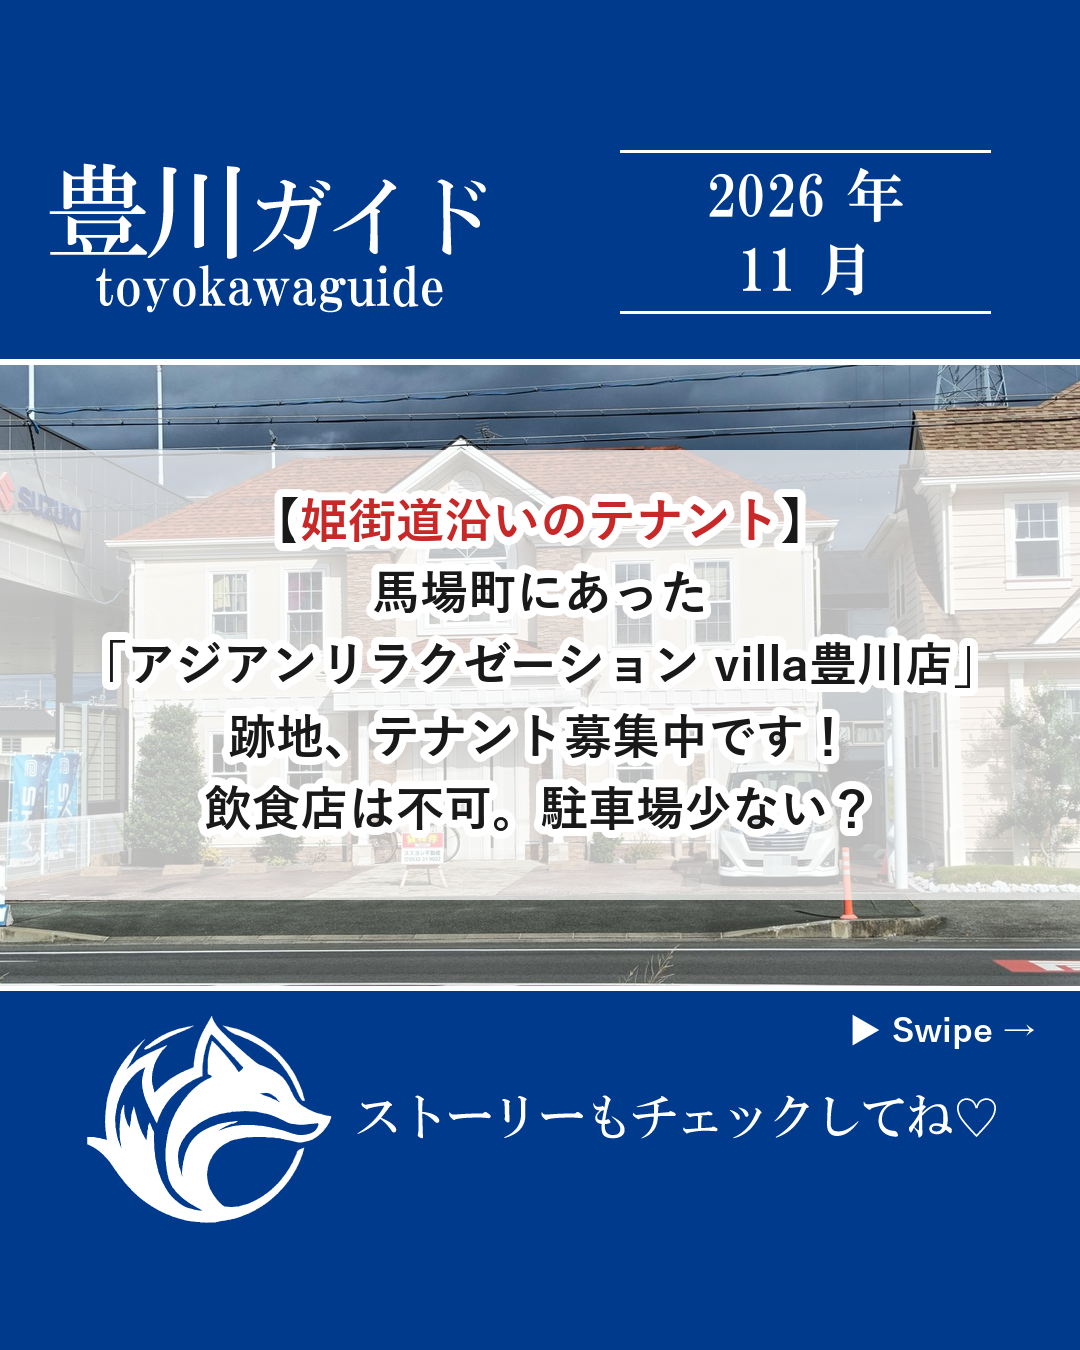 豊川ガイド
toyokawaguide
2026 年
11 月
SUZUKI
【姫街道沿いのテナント】
馬場町にあった
「アジアンリラクゼーション villa豊川店」
跡地、テナント募集中です！
飲食店は不可。駐車場少ない？
▶ Swipe →
ストーリーもチェックしてね♡